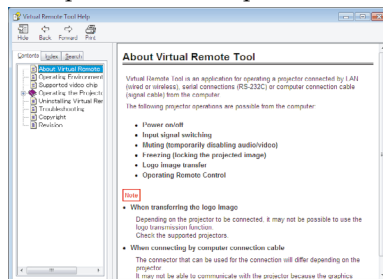 Virtual Remote Tool Help
Hide Back Forward Print
Contents Index Search
About Virtual Remote
Operating Environment
Supported video chip
Operating the Projecto
Uninstalling Virtual Rer
Troubleshooting
Copyright
Revision
About Virtual Remote Tool
Virtual Remote Tool is an application for operating a projector connected by LAN
(wired or wireless), serial connections (RS-232C) or computer connection cable
(signal cable) from the computer.
The following projector operations are possible from the computer:
• Power on/off
• Input signal switching
• Muting (temporarily disabling audio/video)
• Freezing (locking the projected image)
• Logo image transfer
• Operating Remote Control
Note
• When transferring the logo image
Depending on the projector to be connected, it may not be possible to use the
logo transmission function.
Check the supported projectors.
• When connecting by computer connection cable
The connector that can be used for the connection will differ depending on the
projector.
It may not be able to communicate with the projector because the graphics